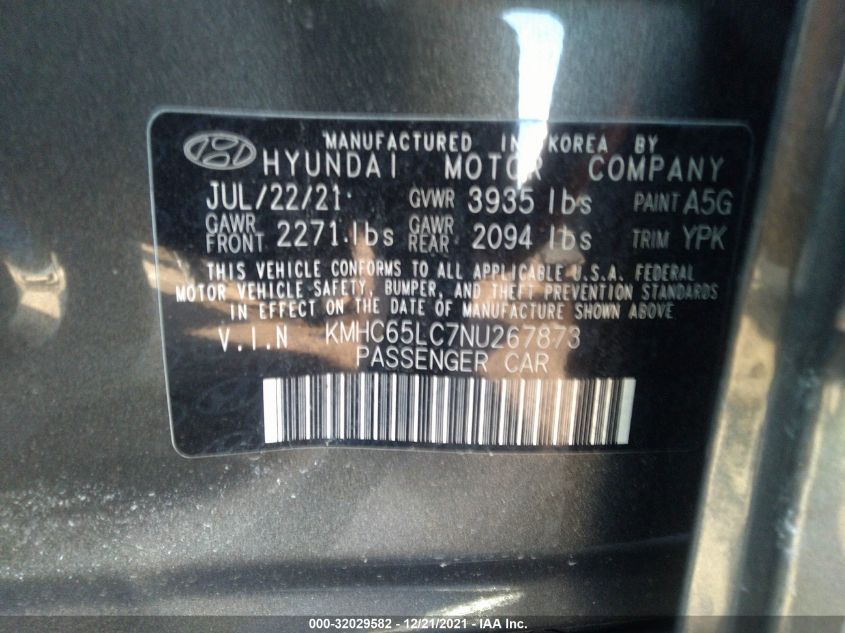 MANUFACTURED IN KOREA BY
HYUNDAI MOTOR COMPANY
JUL/22/21 GVWR 3935 lbs PAINT A5G
GAWR FRONT 2271 lbs GAWR REAR 2094 lbs TRIM YPK
THIS VEHICLE CONFORMS TO ALL APPLICABLE U.S.A. FEDERAL
MOTOR VEHICLE SAFETY, BUMPER, AND THEFT PREVENTION STANDARDS
IN EFFECT ON THE DATE OF MANUFACTURE SHOWN ABOVE
V.I.N KMHC65LC7NU267873
PASSENGER CAR
000-32029582 - 12/21/2021 - IAA Inc.